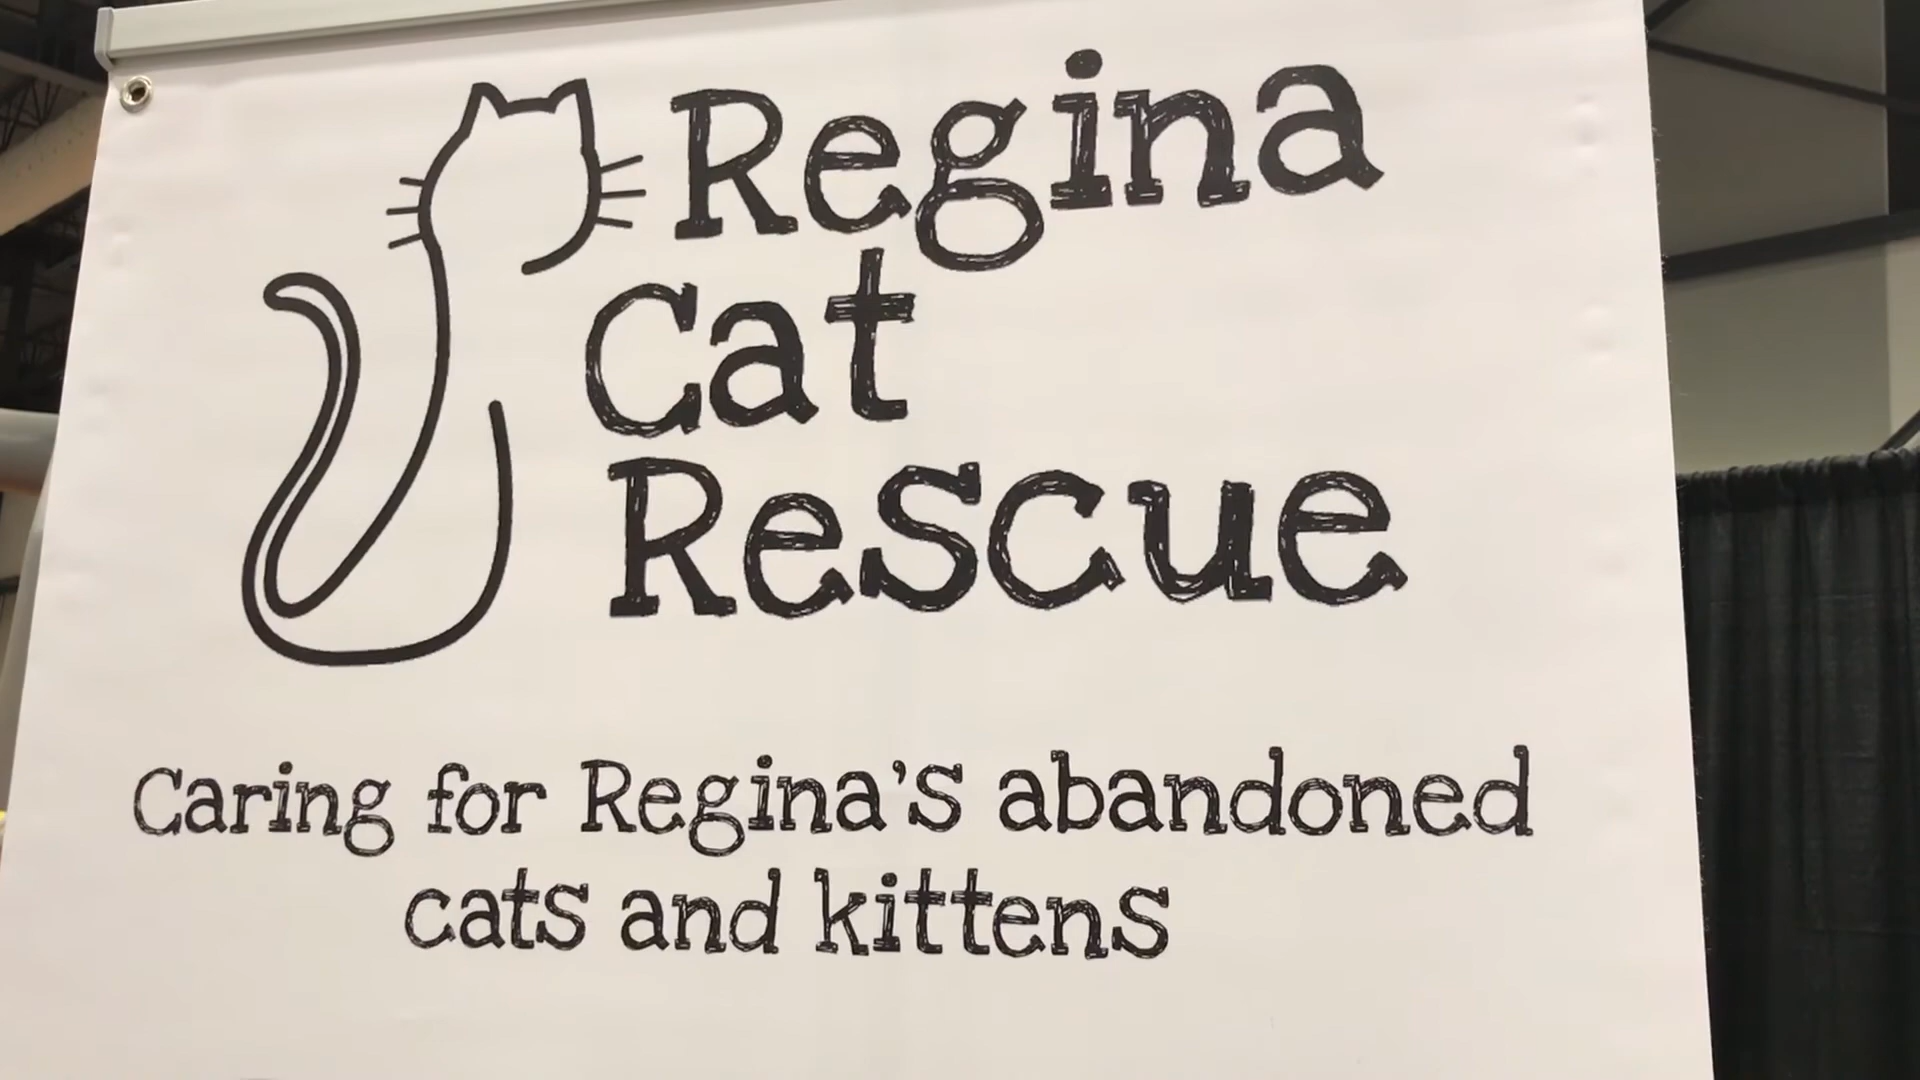 Regina
Cat
Rescue
Caring for Regina's abandoned
cats and kittens